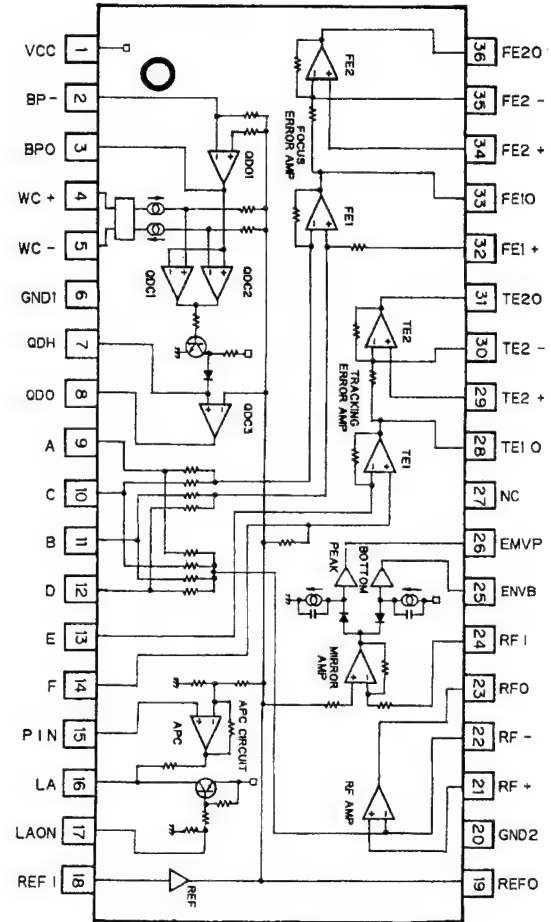 VCC 1
BP - 2
BPO 3
WC + 4
WC - 5
GND1 6
QDH 7
QDO 8
A 9
C 10
B 11
D 12
E 13
F 14
PIN 15
LA 16
LAON 17
REF I 18
36 FE2O
35 FE2 -
34 FE2 +
33 FE1O
32 FE1 +
31 TE2O
30 TE2 -
29 TE2 +
28 TE1 O
27 NC
26 EMVP
25 ENVB
24 RF I
23 RFO
22 RF -
21 RF +
20 GND2
19 REFO
QDO1
QDC1
QDC2
QDC3
FE2
FOCUS
ERROR AMP
FE1
TE2
TRACKING
ERROR AMP
TE1
PEAK
BOTTOM
MIRROR
AMP
APC
APC CIRCUIT
RF AMP
REF